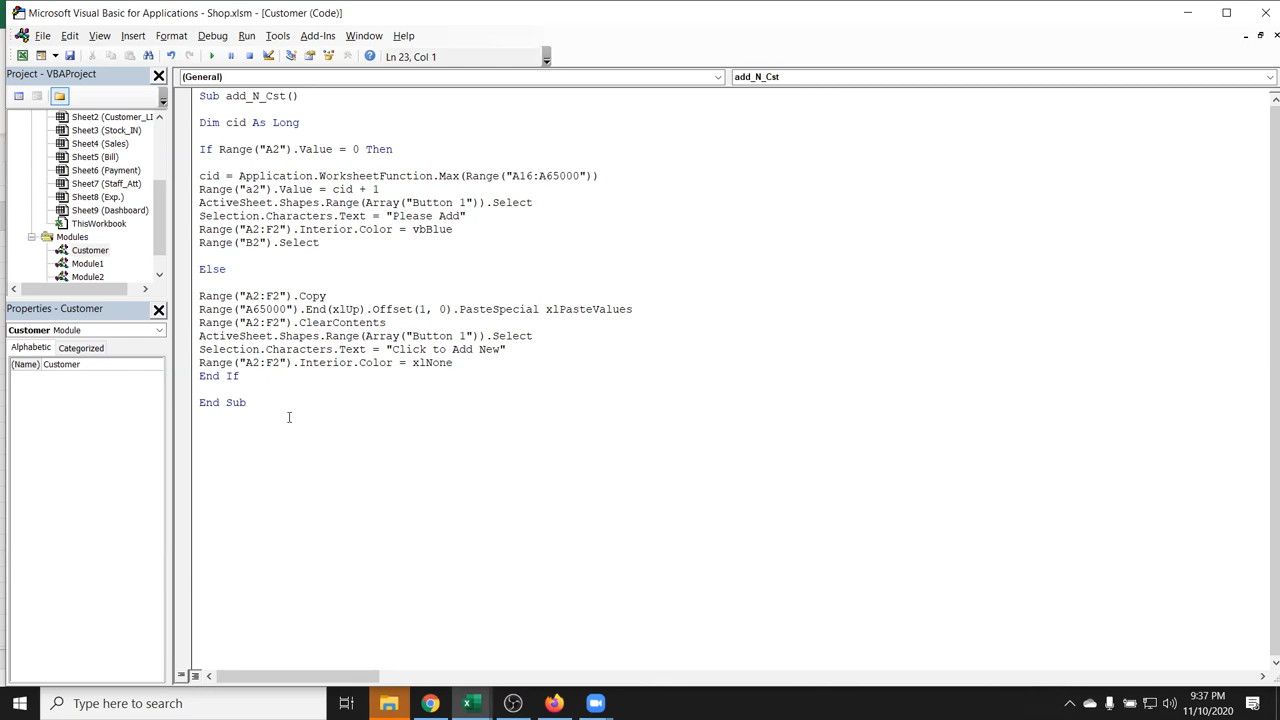 Microsoft Visual Basic for Applications - Shop.xlsm - [Customer (Code)]
File Edit View Insert Format Debug Run Tools Add-Ins Window Help
Ln 23, Col 1
Project - VBAProject
(General)
add_N_Cst
Sheet2 (Customer_LI
Sheet3 (Stock_IN)
Sheet4 (Sales)
Sheet5 (Bill)
Sheet6 (Payment)
Sheet7 (Staff_Att)
Sheet8 (Exp.)
Sheet9 (Dashboard)
ThisWorkbook
Modules
Customer
Module1
Module2
Properties - Customer
Customer Module
Alphabetic Categorized
(Name) Customer
Sub add_N_Cst()
Dim cid As Long
If Range("A2").Value = 0 Then
cid = Application.WorksheetFunction.Max(Range("A16:A65000"))
Range("a2").Value = cid + 1
ActiveSheet.Shapes.Range(Array("Button 1")).Select
Selection.Characters.Text = "Please Add"
Range("A2:F2").Interior.Color = vbBlue
Range("B2").Select
Else
Range("A2:F2").Copy
Range("A65000").End(xlUp).Offset(1, 0).PasteSpecial xlPasteValues
Range("A2:F2").ClearContents
ActiveSheet.Shapes.Range(Array("Button 1")).Select
Selection.Characters.Text = "Click to Add New"
Range("A2:F2").Interior.Color = xlNone
End If
End Sub
Type here to search
9:37 PM
11/10/2020